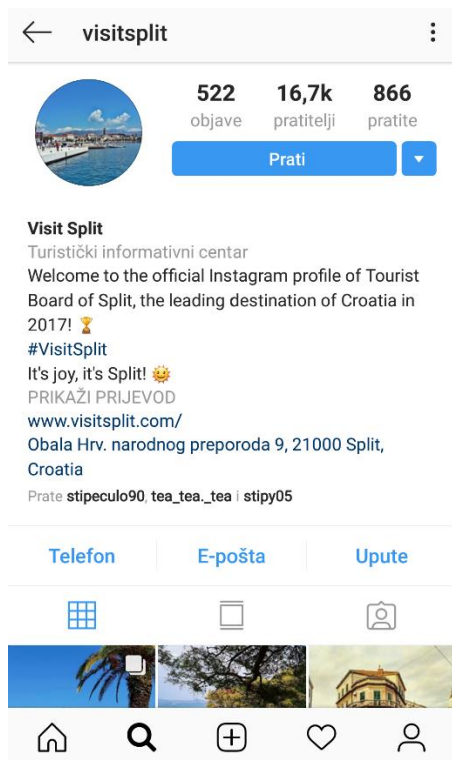 visitsplit
522 16,7k 866
objave pratitelji pratite
Prati
Visit Split
Turistički informativni centar
Welcome to the official Instagram profile of Tourist
Board of Split, the leading destination of Croatia in
2017! 🏆
#VisitSplit
It's joy, it's Split! 🌞
PRIKAŽI PRIJEVOD
www.visitsplit.com/
Obala Hrv. narodnog preporoda 9, 21000 Split,
Croatia
Prate stipeculo90, tea_tea._tea i stipy05
Telefon E-pošta Upute